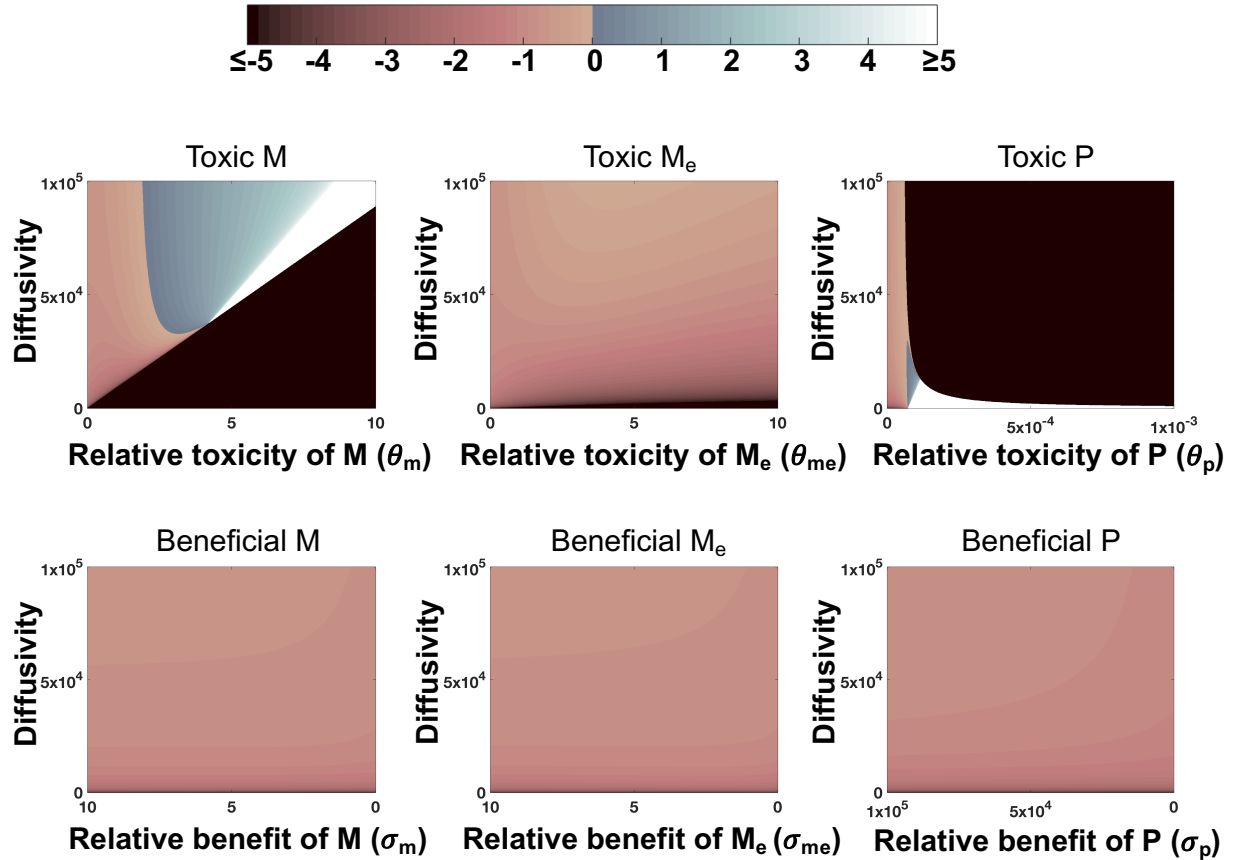 ≤-5 -4 -3 -2 -1 0 1 2 3 4 ≥5
Toxic M
Diffusivity
1x10⁵
5x10⁴
0
0 5 10
Relative toxicity of M (θm)
Toxic Me
Diffusivity
1x10⁵
5x10⁴
0
0 5 10
Relative toxicity of Me (θme)
Toxic P
Diffusivity
1x10⁵
5x10⁴
0
0 5x10⁻⁴ 1x10⁻³
Relative toxicity of P (θp)
Beneficial M
Diffusivity
1x10⁵
5x10⁴
0
10 5 0
Relative benefit of M (σm)
Beneficial Me
Diffusivity
1x10⁵
5x10⁴
0
10 5 0
Relative benefit of Me (σme)
Beneficial P
Diffusivity
1x10⁵
5x10⁴
0
1x10⁵ 5x10⁴ 0
Relative benefit of P (σp)